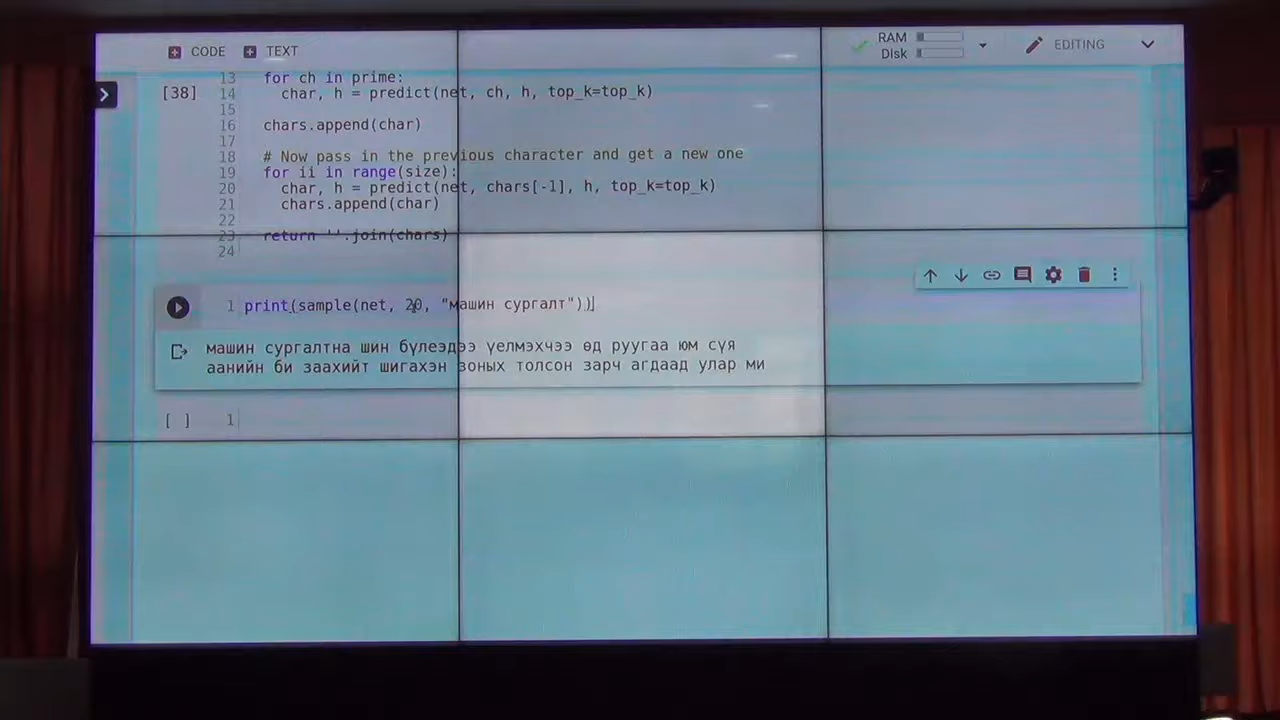 CODE TEXT RAM Disk EDITING
13 for ch in prime:
[38] 14 char, h = predict(net, ch, h, top_k=top_k)
15
16 chars.append(char)
17
18 # Now pass in the previous character and get a new one
19 for ii in range(size):
20 char, h = predict(net, chars[-1], h, top_k=top_k)
21 chars.append(char)
22
23 return ''.join(chars)
24
1 print(sample(net, 20, "машин сургалт"))
машин сургалтна шин бүлеэдээ үелмэхчээ өд руугаа юм сүя
аанийн би заахийт шигахэн зоных толсон зарч агдаад улар ми
[ ] 1